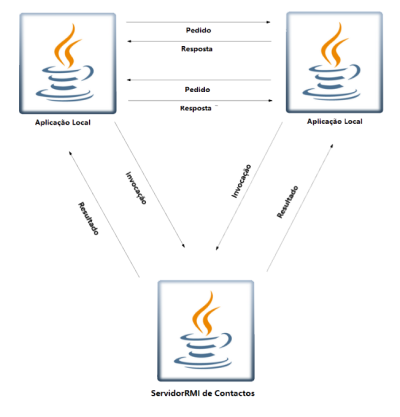 Pedido
Resposta
Pedido
Resposta
Aplicação Local
Aplicação Local
Invocação
Invocação
Resultado
Resultado
ServidorRMI de Contactos